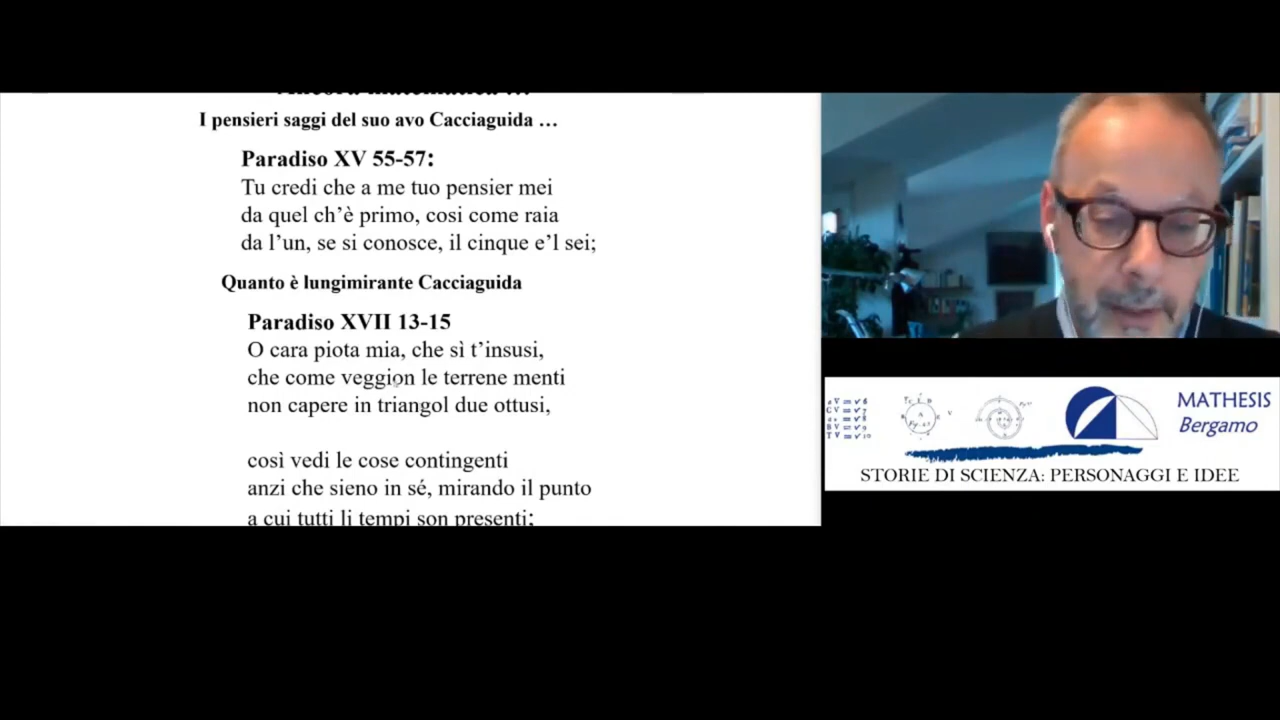 Ancora matematica …
I pensieri saggi del suo avo Cacciaguida …
Paradiso XV 55-57:
Tu credi che a me tuo pensier mei
da quel ch’è primo, cosi come raia
da l’un, se si conosce, il cinque e’l sei;
Quanto è lungimirante Cacciaguida
Paradiso XVII 13-15
O cara piota mia, che sì t’insusi,
che come veggion le terrene menti
non capere in triangol due ottusi,
così vedi le cose contingenti
anzi che sieno in sé, mirando il punto
a cui tutti li tempi son presenti;
MATHESIS
Bergamo
STORIE DI SCIENZA: PERSONAGGI E IDEE